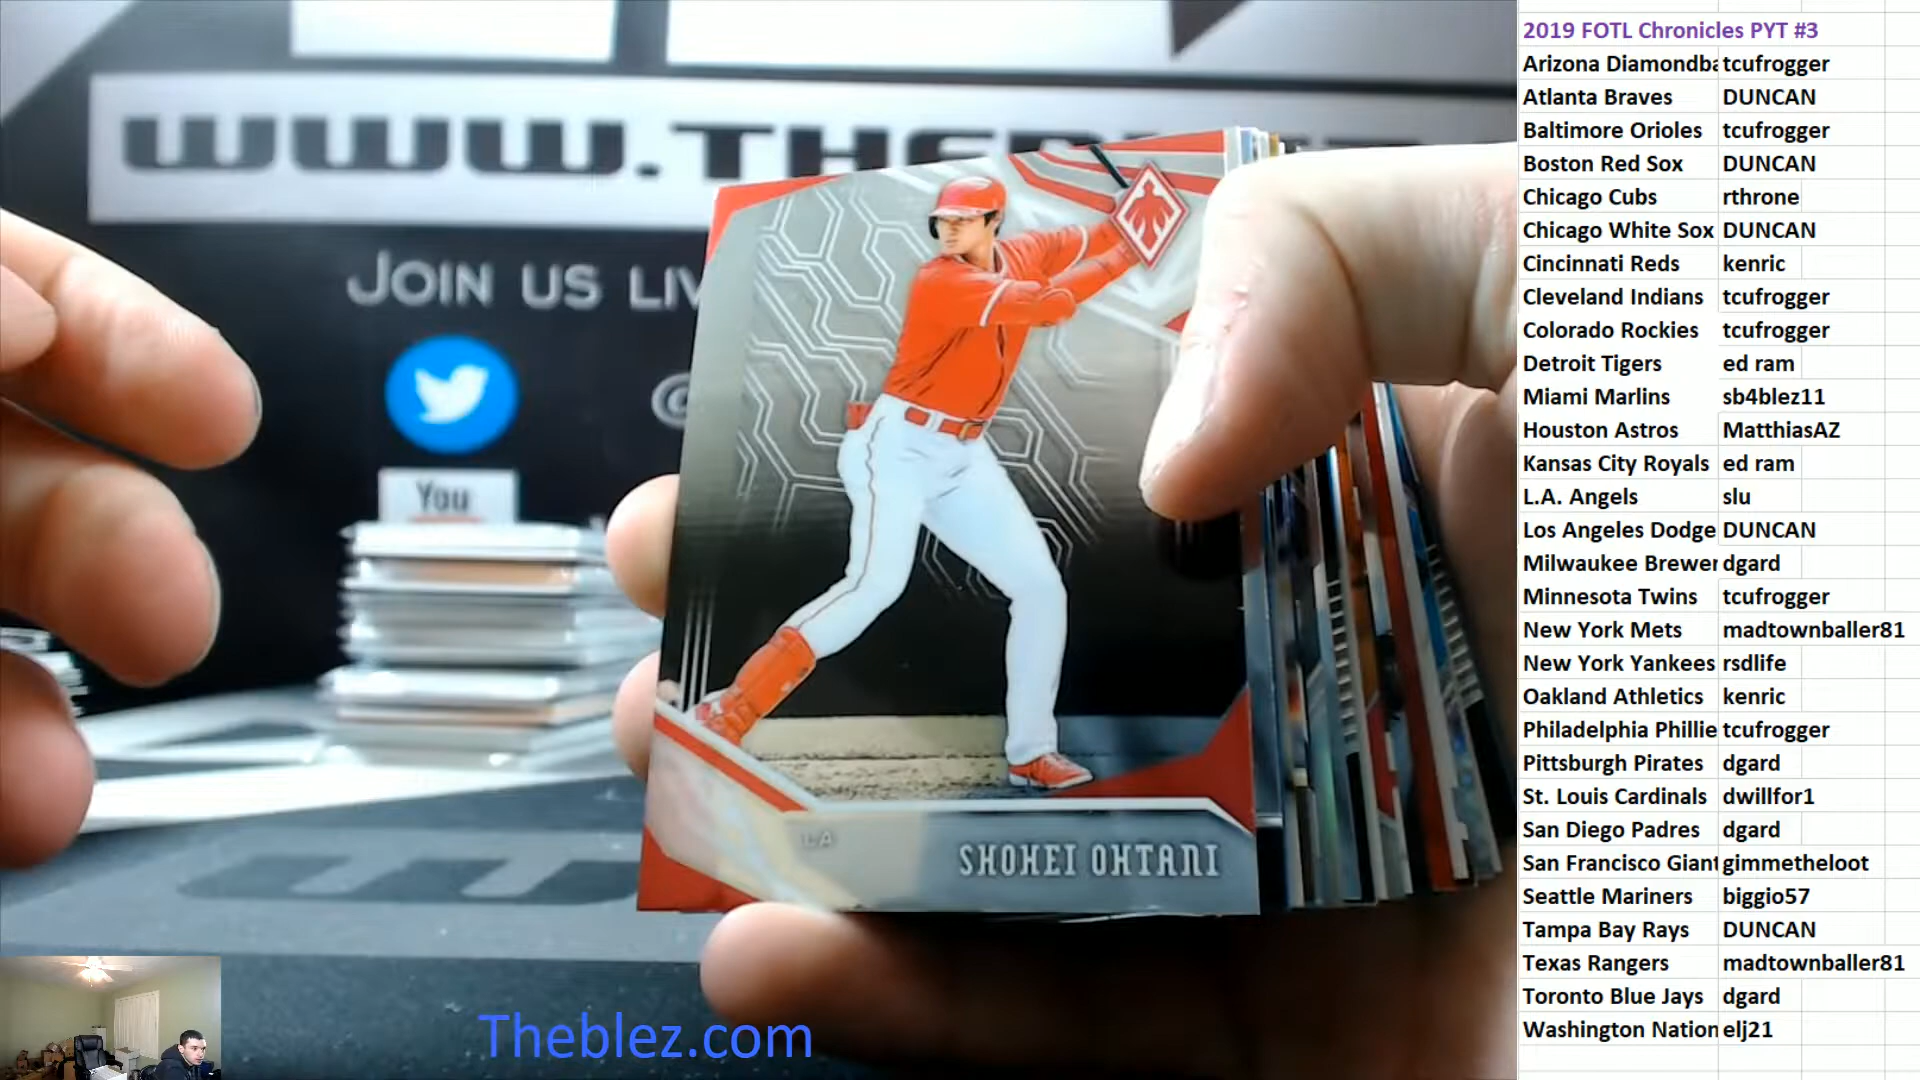 WWW.THEBLEZ
JOIN US LIV
@
You
LA
SHOHEI OHTANI
Theblez.com
2019 FOTL Chronicles PYT #3
Arizona Diamondba tcufrogger
Atlanta Braves DUNCAN
Baltimore Orioles tcufrogger
Boston Red Sox DUNCAN
Chicago Cubs rthrone
Chicago White Sox DUNCAN
Cincinnati Reds kenric
Cleveland Indians tcufrogger
Colorado Rockies tcufrogger
Detroit Tigers ed ram
Miami Marlins sb4blez11
Houston Astros MatthiasAZ
Kansas City Royals ed ram
L.A. Angels slu
Los Angeles Dodge DUNCAN
Milwaukee Brewer dgard
Minnesota Twins tcufrogger
New York Mets madtownballer81
New York Yankees rsdlife
Oakland Athletics kenric
Philadelphia Phillie tcufrogger
Pittsburgh Pirates dgard
St. Louis Cardinals dwillfor1
San Diego Padres dgard
San Francisco Giant gimmetheloot
Seattle Mariners biggio57
Tampa Bay Rays DUNCAN
Texas Rangers madtownballer81
Toronto Blue Jays dgard
Washington Nation elj21